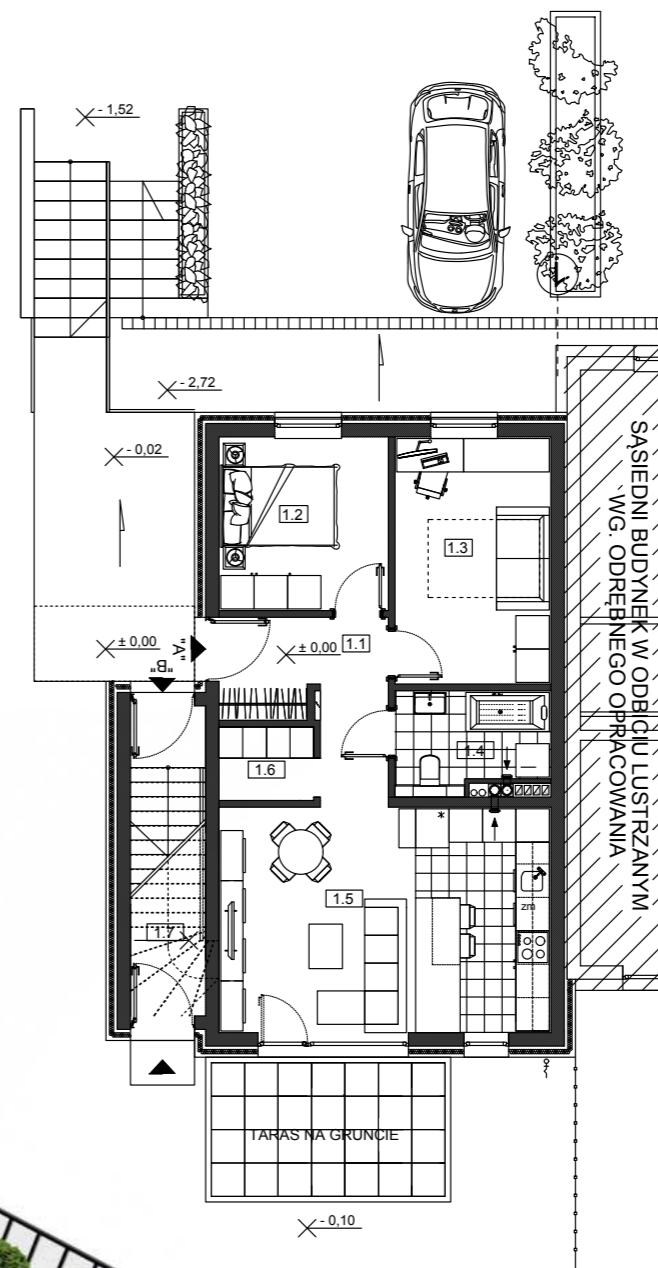 - 1,52
- 2,72
- 0,02
SĄSIEDNI BUDYNEK W ODBICIU LUSTRZANYM
WG. ODRĘBNEGO OPRACOWANIA
1.2
1.3
± 0,00
"A"
± 0,00
1.1
"B"
1.4
1.6
*
1.5
zm
1.7
TARAS NA GRUNCIE
- 0,10